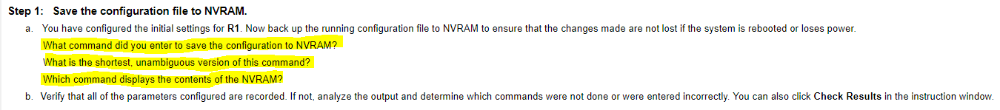 Step 1: Save the configuration file to NVRAM.
a. You have configured the initial settings for R1. Now back up the running configuration file to NVRAM to ensure that the changes made are not lost if the system is rebooted or loses power.
What command did you enter to save the configuration to NVRAM?
What is the shortest, unambiguous version of this command?
Which command displays the contents of the NVRAM?
b. Verify that all of the parameters configured are recorded. If not, analyze the output and determine which commands were not done or were entered incorrectly. You can also click Check Results in the instruction window.